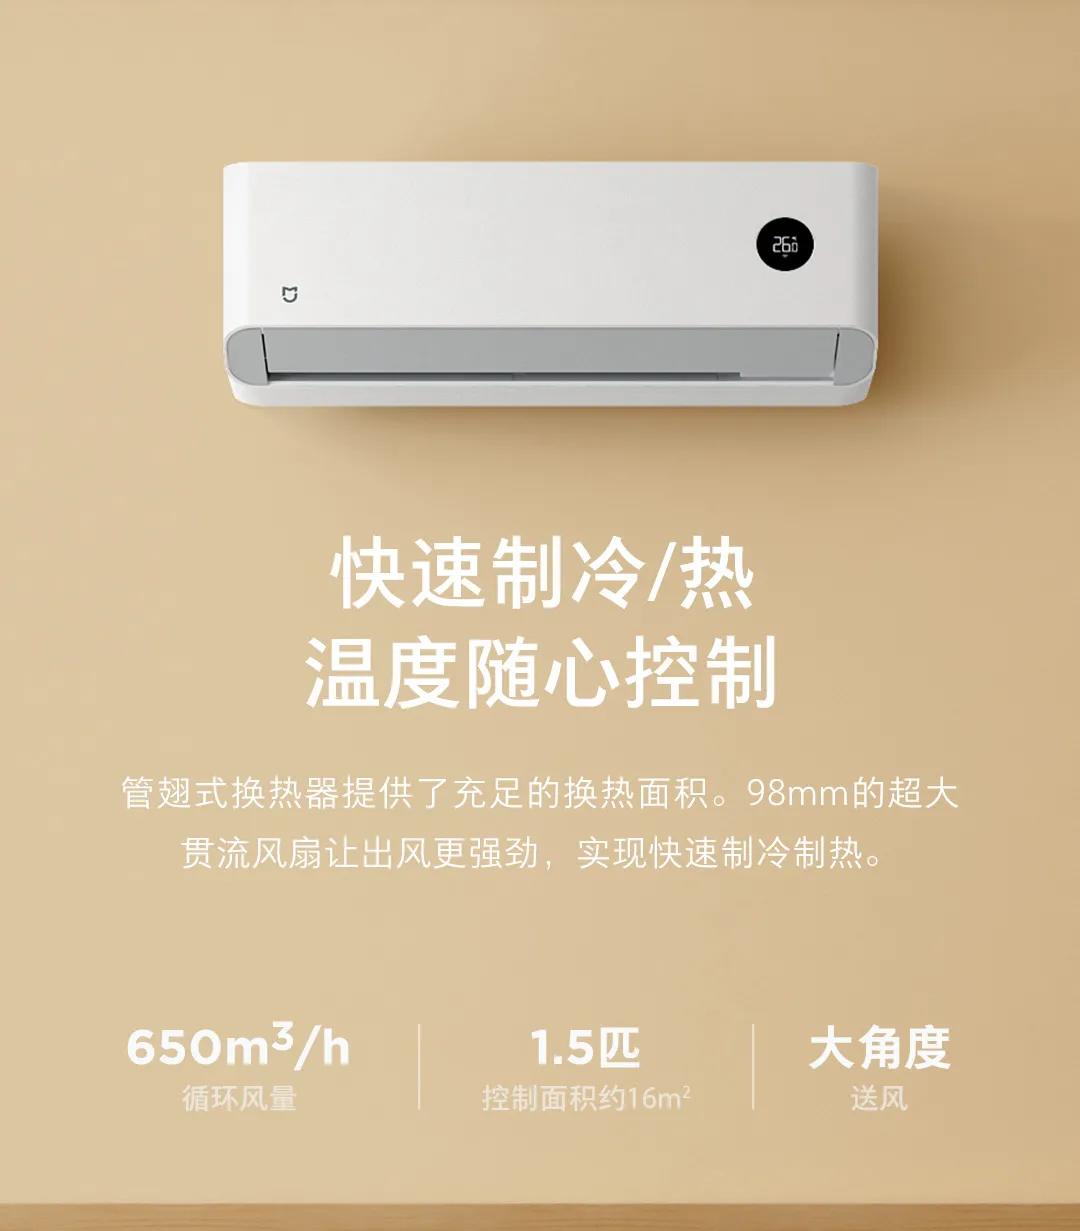 26
快速制冷/热
温度随心控制
管翅式换热器提供了充足的换热面积。98mm的超大
贯流风扇让出风更强劲，实现快速制冷制热。
650m³/h
循环风量
1.5匹
控制面积约16m²
大角度
送风